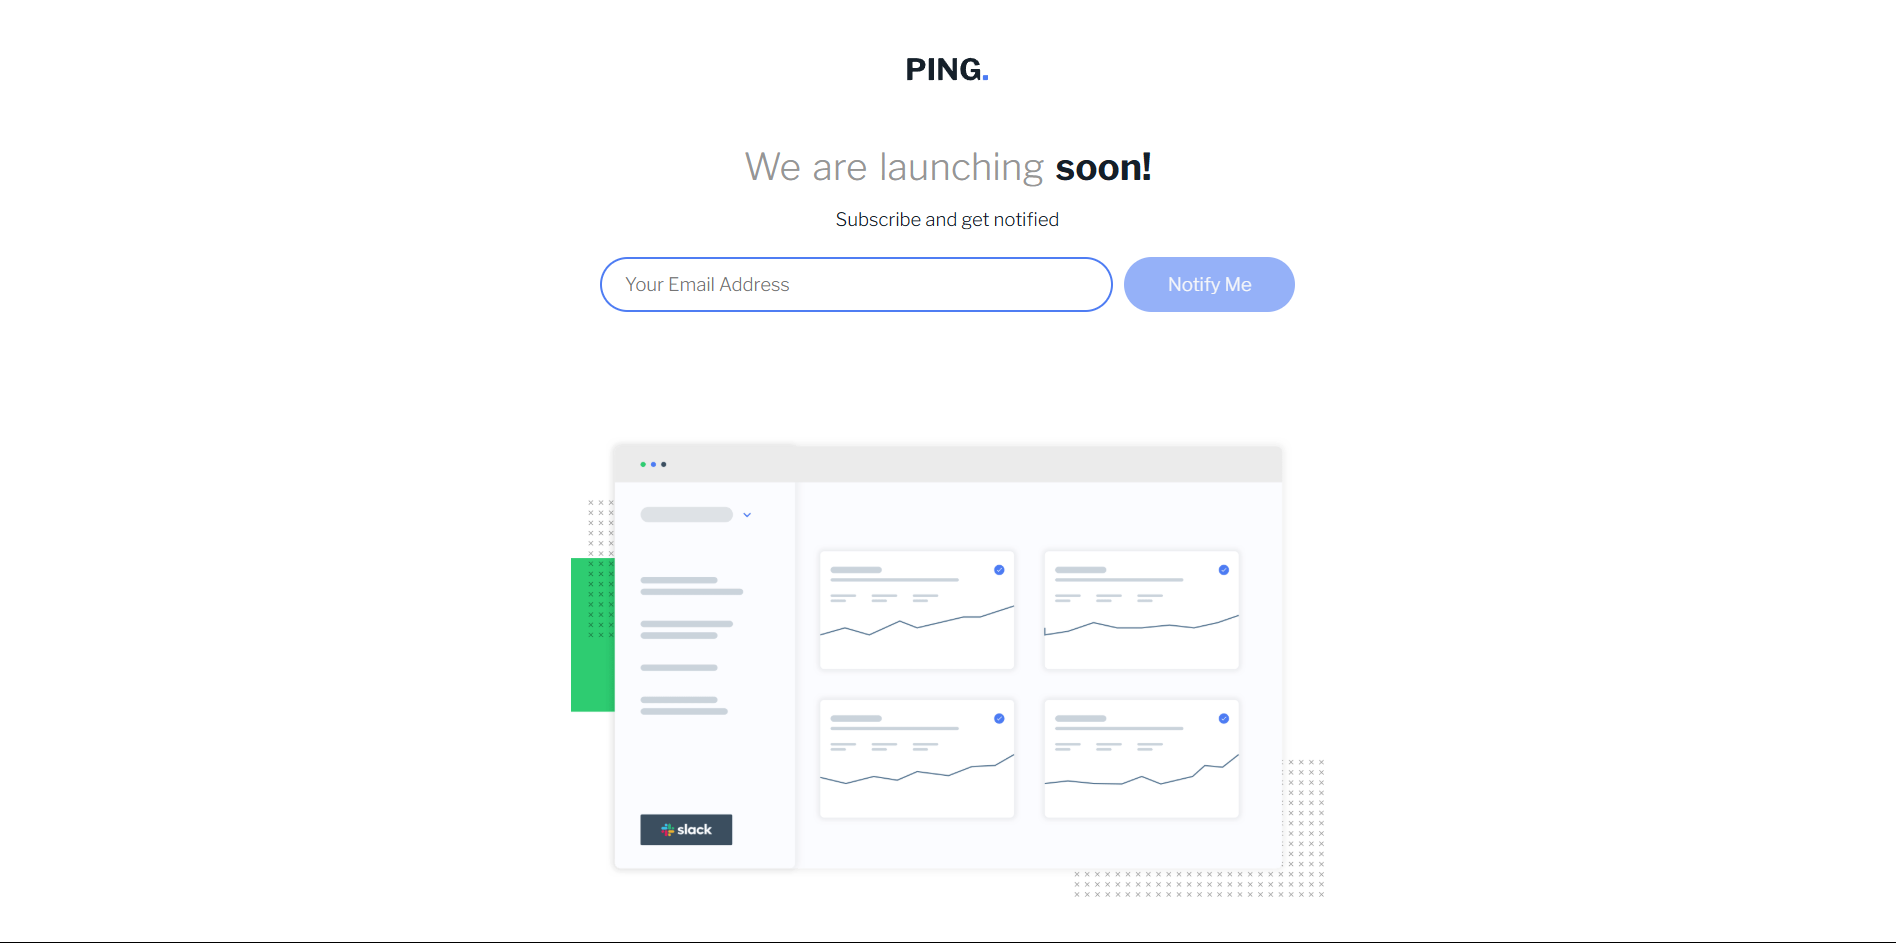 PING.
We are launching soon!
Subscribe and get notified
Your Email Address
Notify Me
slack